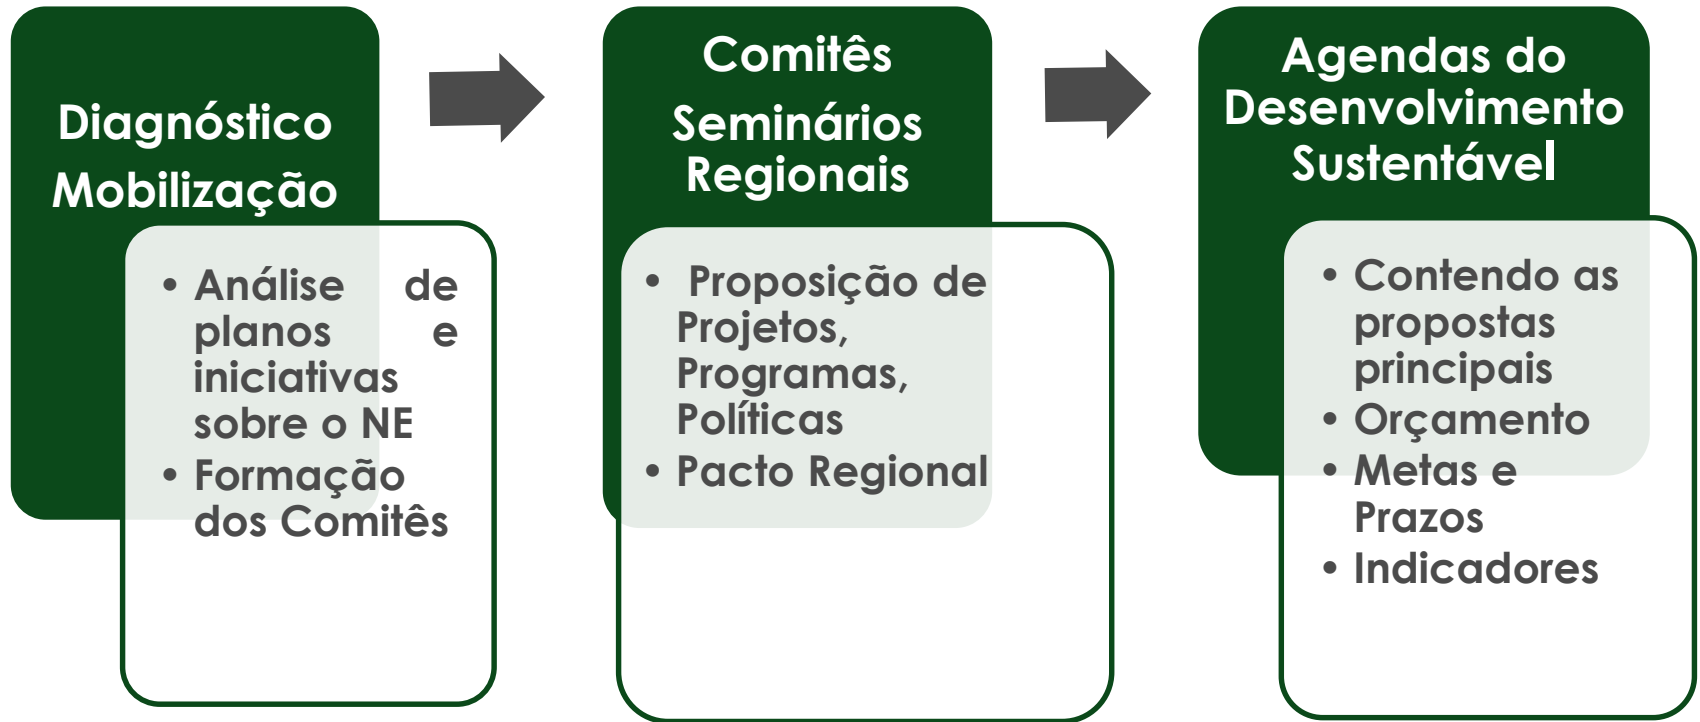 Diagnóstico
Mobilização
• Análise de
planos e
iniciativas
sobre o NE
• Formação
dos Comitês
Comitês
Seminários
Regionais
• Proposição de
Projetos,
Programas,
Políticas
• Pacto Regional
Agendas do
Desenvolvimento
Sustentável
• Contendo as
propostas
principais
• Orçamento
• Metas e
Prazos
• Indicadores